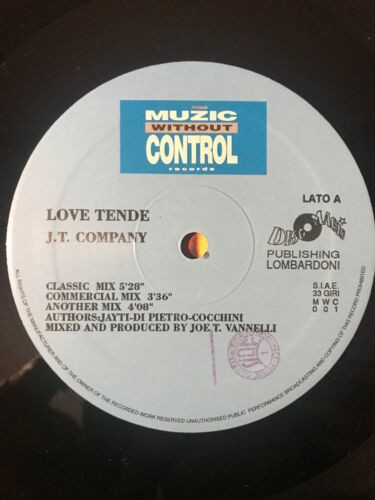 MUZIC
WITHOUT
CONTROL
records
LATO A
LOVE TENDE
J.T. COMPANY
DISCOMAGIC
PUBLISHING
LOMBARDONI
CLASSIC MIX 5'28"
COMMERCIAL MIX 3'36"
ANOTHER MIX 4'08"
AUTHORS:JAYTI-DI PIETRO-COCCHINI
MIXED AND PRODUCED BY JOE T. VANNELLI
S.I.A.E.
33 GIRI
MWC
001
ALL RIGHTS OF THE MANUFACTURER AND OF THE OWNER OF THE RECORDED WORK RESERVED UNAUTHORISED PUBLIC PERFORMANCE BROADCASTING AND COPYING OF THIS RECORD PROHIBITED